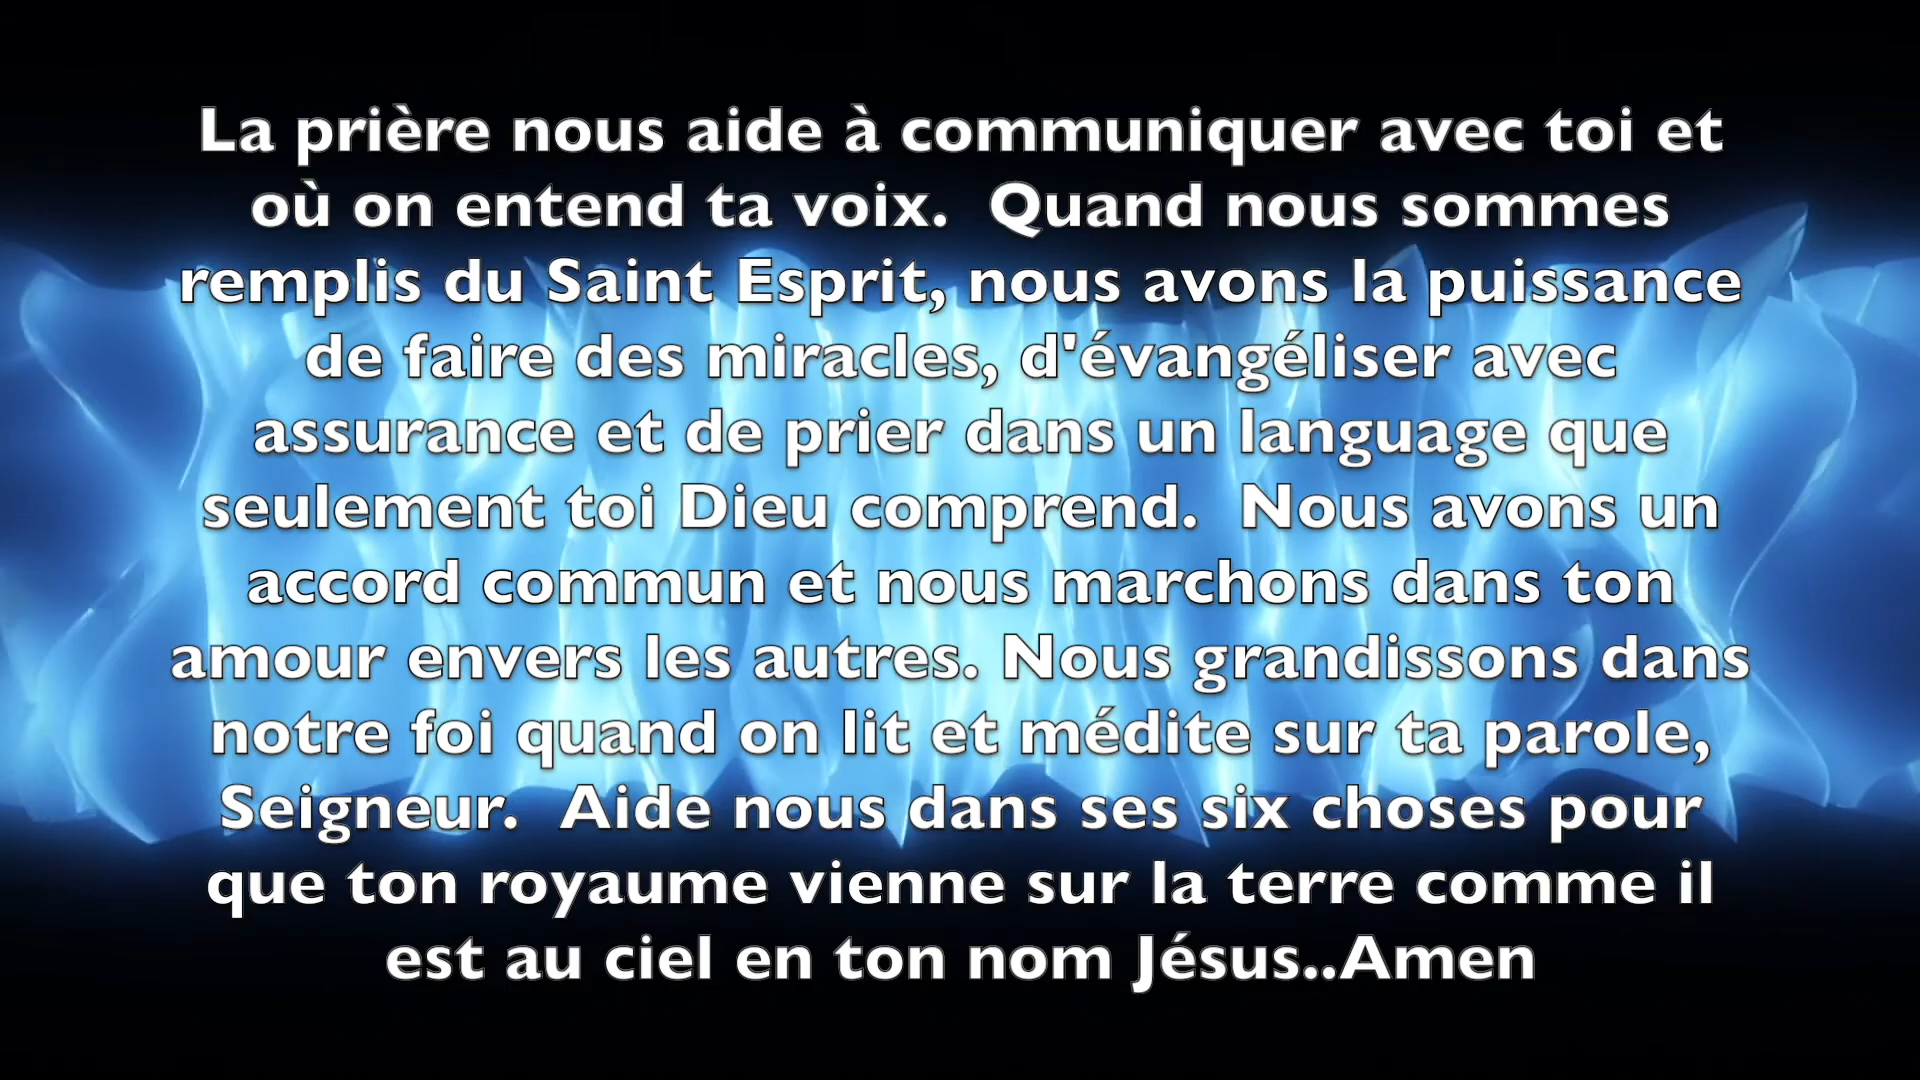 La prière nous aide à communiquer avec toi et
où on entend ta voix.  Quand nous sommes
remplis du Saint Esprit, nous avons la puissance
de faire des miracles, d'évangéliser avec
assurance et de prier dans un language que
seulement toi Dieu comprend.  Nous avons un
accord commun et nous marchons dans ton
amour envers les autres. Nous grandissons dans
notre foi quand on lit et médite sur ta parole,
Seigneur.  Aide nous dans ses six choses pour
que ton royaume vienne sur la terre comme il
est au ciel en ton nom Jésus..Amen